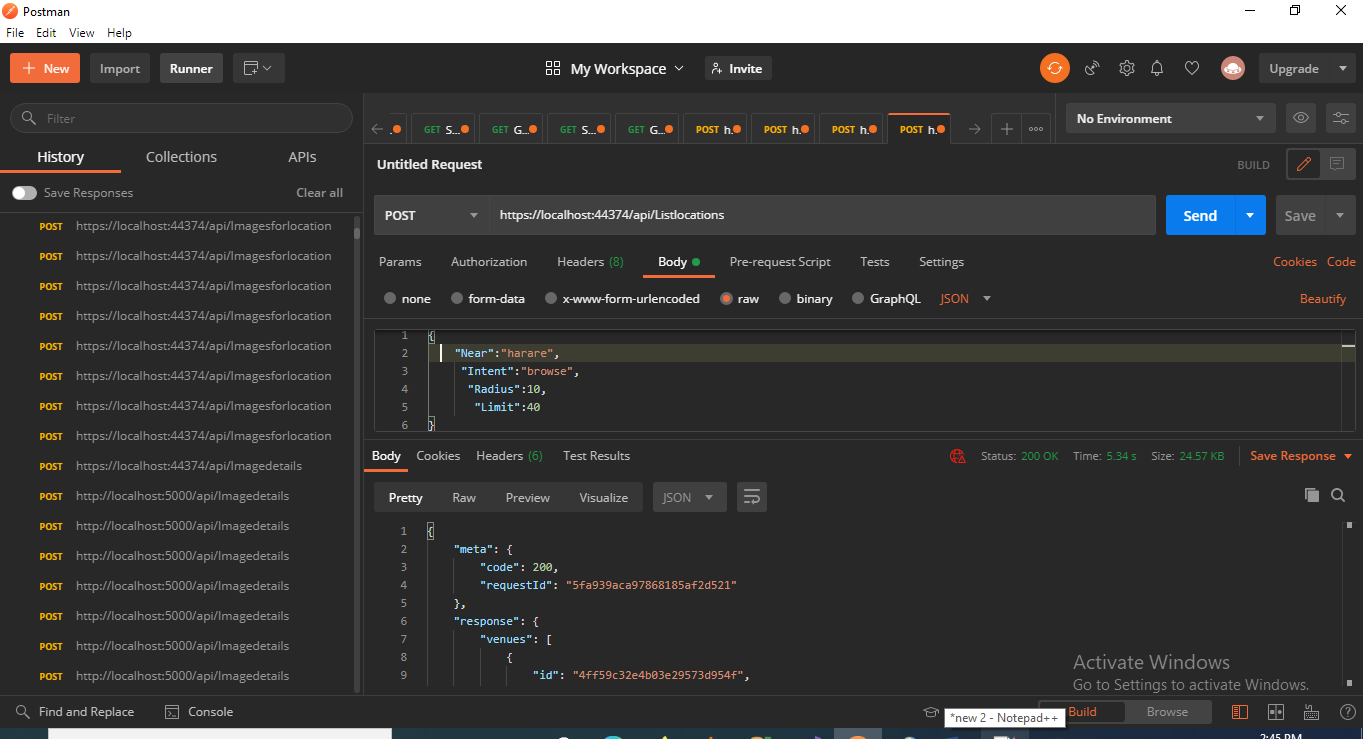 Postman
File Edit View Help
New Import Runner My Workspace Invite Upgrade
Filter
GET S... GET G... GET S... GET G... POST h. POST h. POST h. POST h. No Environment
History Collections APIs
Untitled Request BUILD
Save Responses Clear all
POST https://localhost:44374/api/Listlocations Send Save
POST https://localhost:44374/api/Imagesforlocation
POST https://localhost:44374/api/Imagesforlocation
POST https://localhost:44374/api/Imagesforlocation
POST https://localhost:44374/api/Imagesforlocation
POST https://localhost:44374/api/Imagesforlocation
POST https://localhost:44374/api/Imagesforlocation
POST https://localhost:44374/api/Imagesforlocation
POST https://localhost:44374/api/Imagesforlocation
POST https://localhost:44374/api/Imagedetails
POST http://localhost:5000/api/Imagedetails
POST http://localhost:5000/api/Imagedetails
POST http://localhost:5000/api/Imagedetails
POST http://localhost:5000/api/Imagedetails
POST http://localhost:5000/api/Imagedetails
POST http://localhost:5000/api/Imagedetails
POST http://localhost:5000/api/Imagedetails
Params Authorization Headers (8) Body Pre-request Script Tests Settings Cookies Code
none form-data x-www-form-urlencoded raw binary GraphQL JSON Beautify
1 {
2 "Near":"harare",
3 "Intent":"browse",
4 "Radius":10,
5 "Limit":40
6 }
Body Cookies Headers (6) Test Results Status: 200 OK Time: 5.34 s Size: 24.57 KB Save Response
Pretty Raw Preview Visualize JSON
1 {
2 "meta": {
3 "code": 200,
4 "requestId": "5fa939aca97868185af2d521"
5 },
6 "response": {
7 "venues": [
8 {
9 "id": "4ff59c32e4b03e29573d954f",
Activate Windows
Go to Settings to activate Windows.
Find and Replace Console Build Browse
*new 2 - Notepad++
2:45 PM